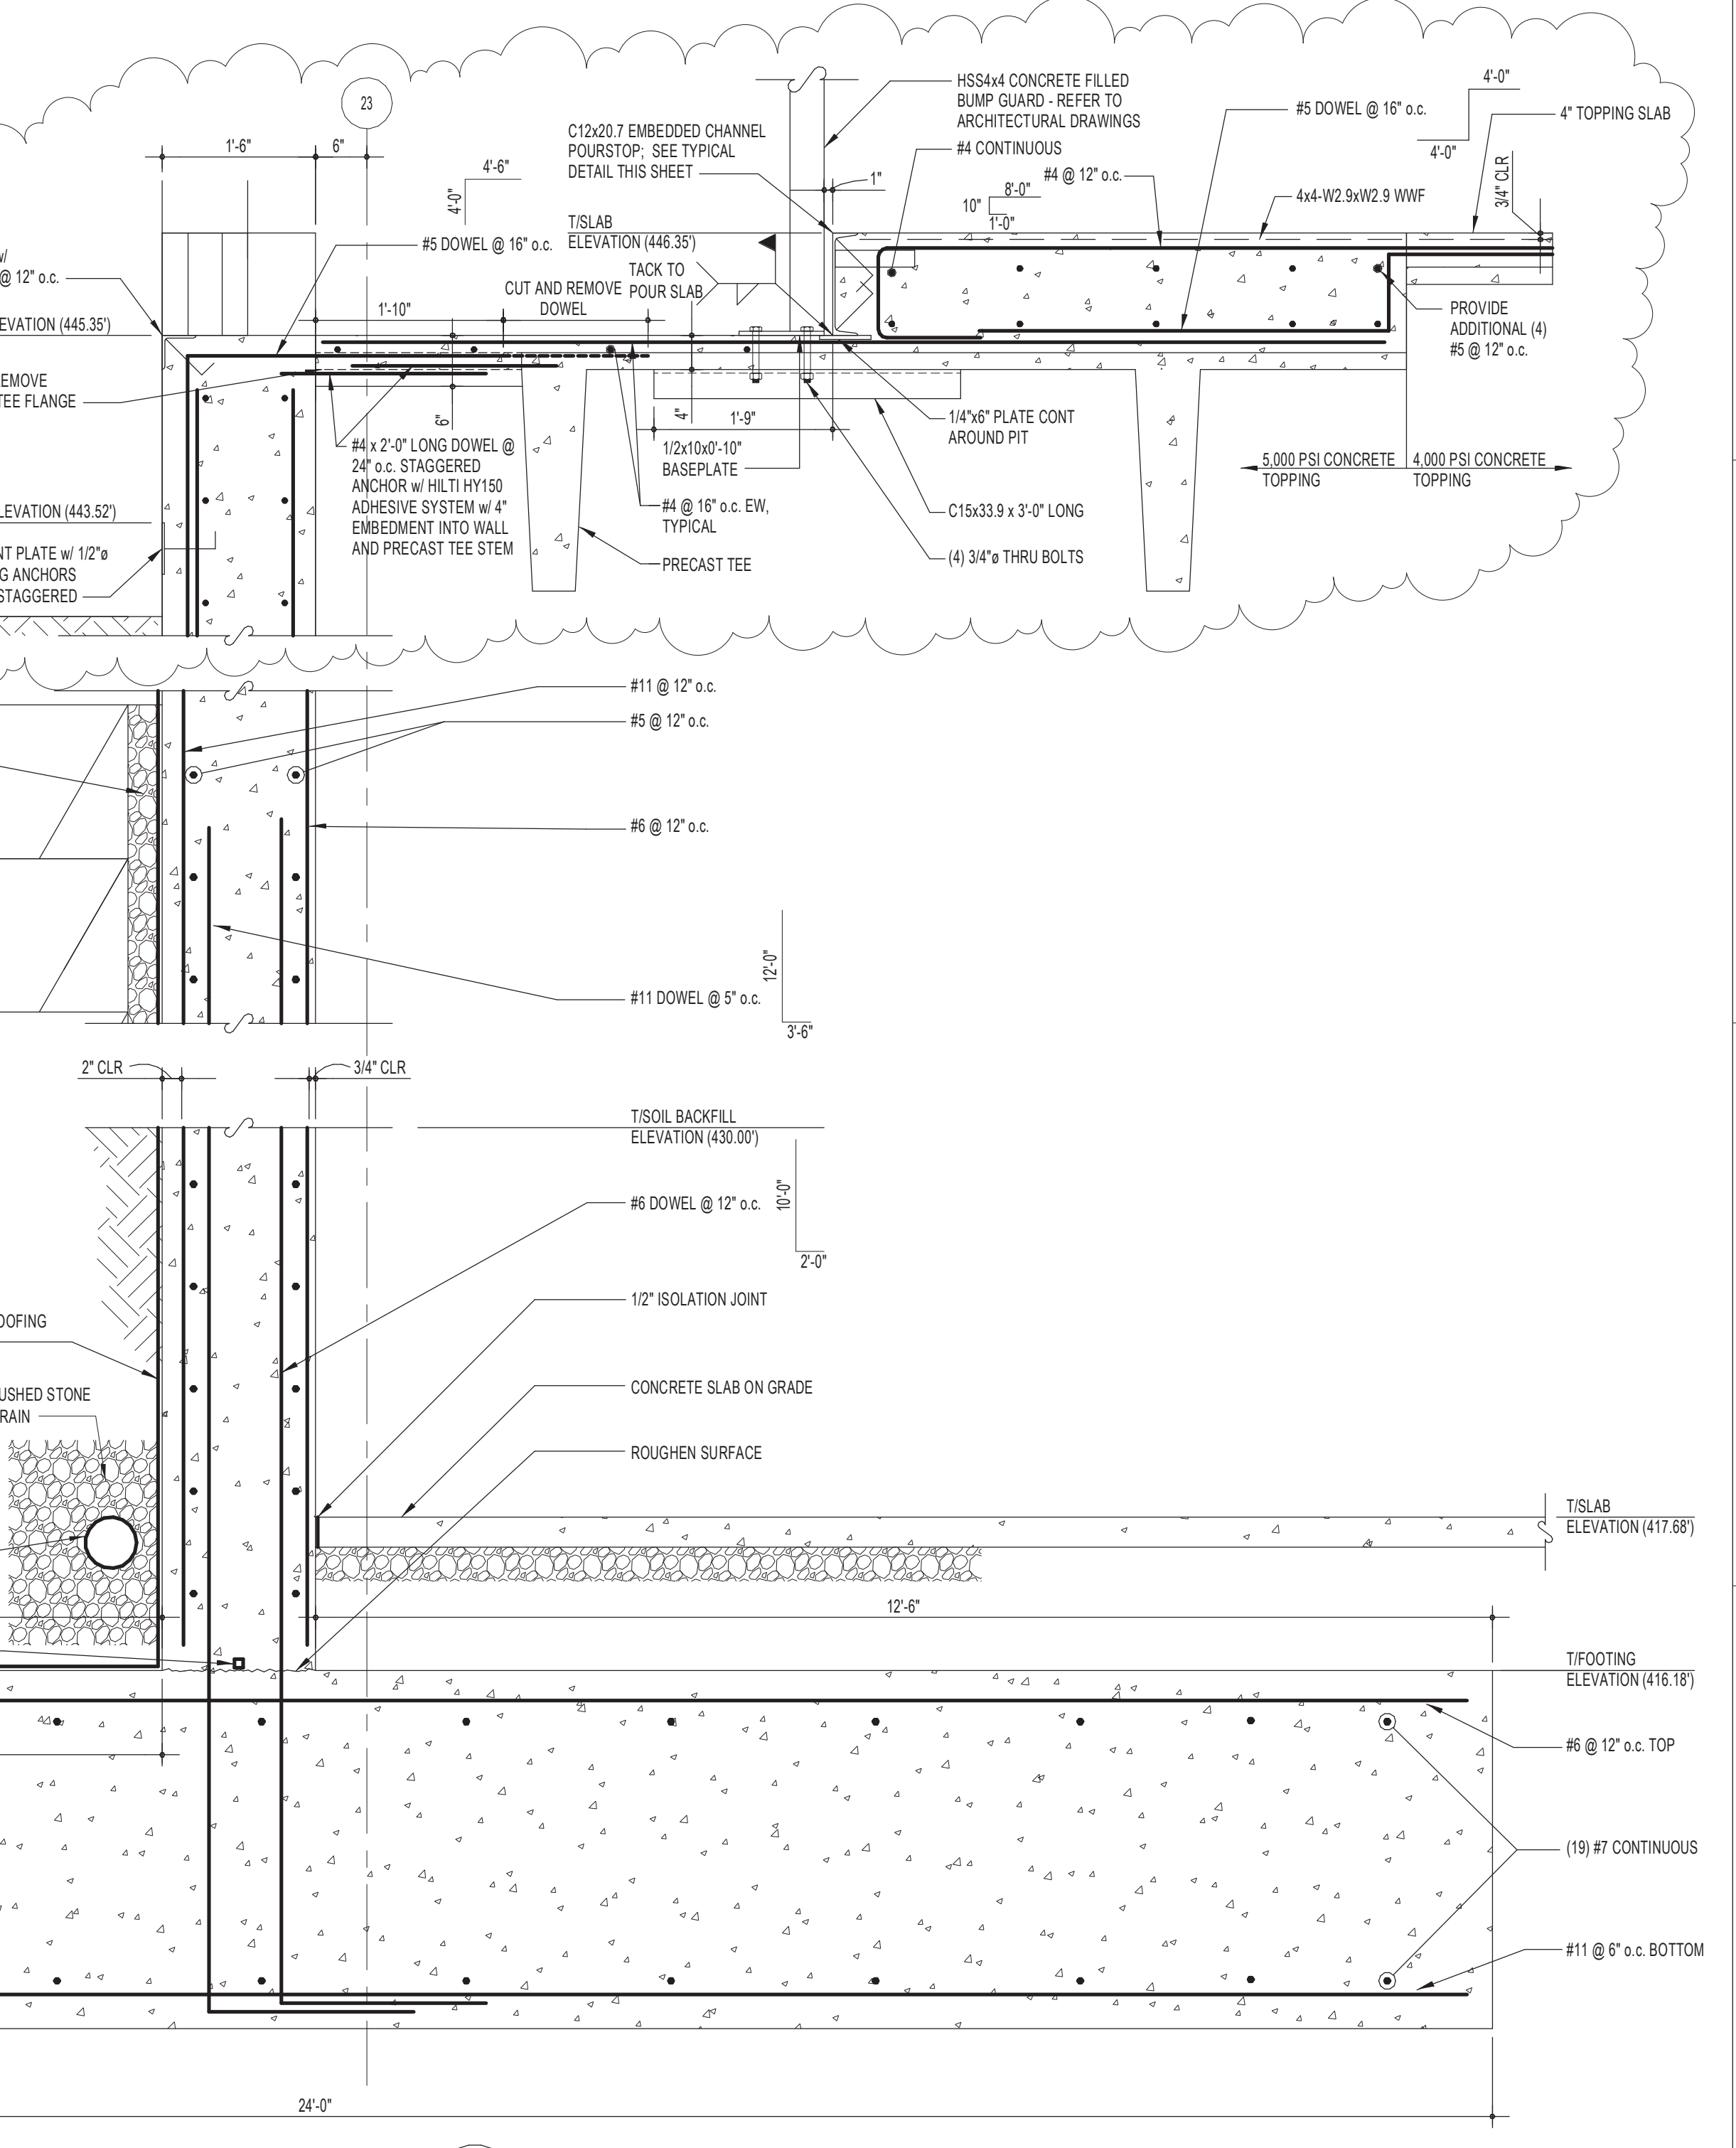 23
1'-6"
6"
4'-6"
4'-0"
C12x20.7 EMBEDDED CHANNEL
POURSTOP; SEE TYPICAL
DETAIL THIS SHEET
HSS4x4 CONCRETE FILLED
BUMP GUARD - REFER TO
ARCHITECTURAL DRAWINGS
#4 CONTINUOUS
1"
#4 @ 12" o.c.
8'-0"
10"
1'-0"
#5 DOWEL @ 16" o.c.
4'-0"
4'-0"
4" TOPPING SLAB
3/4" CLR
4x4-W2.9xW2.9 WWF
T/SLAB
ELEVATION (446.35')
#5 DOWEL @ 16" o.c.
TACK TO
POUR SLAB
CUT AND REMOVE
DOWEL
1'-10"
w/
@ 12" o.c.
EVATION (445.35')
EMOVE
TEE FLANGE
LEVATION (443.52')
NT PLATE w/ 1/2"ø
G ANCHORS
STAGGERED
6"
#4 x 2'-0" LONG DOWEL @
24" o.c. STAGGERED
ANCHOR w/ HILTI HY150
ADHESIVE SYSTEM w/ 4"
EMBEDMENT INTO WALL
AND PRECAST TEE STEM
4"
1'-9"
1/2x10x0'-10"
BASEPLATE
#4 @ 16" o.c. EW,
TYPICAL
PRECAST TEE
1/4"x6" PLATE CONT
AROUND PIT
C15x33.9 x 3'-0" LONG
(4) 3/4"ø THRU BOLTS
PROVIDE
ADDITIONAL (4)
#5 @ 12" o.c.
5,000 PSI CONCRETE
TOPPING
4,000 PSI CONCRETE
TOPPING
#11 @ 12" o.c.
#5 @ 12" o.c.
#6 @ 12" o.c.
#11 DOWEL @ 5" o.c.
12'-0"
3'-6"
2" CLR
3/4" CLR
T/SOIL BACKFILL
ELEVATION (430.00')
#6 DOWEL @ 12" o.c.
10'-0"
2'-0"
1/2" ISOLATION JOINT
OOFING
CONCRETE SLAB ON GRADE
USHED STONE
RAIN
ROUGHEN SURFACE
T/SLAB
ELEVATION (417.68')
12'-6"
T/FOOTING
ELEVATION (416.18')
#6 @ 12" o.c. TOP
(19) #7 CONTINUOUS
#11 @ 6" o.c. BOTTOM
24'-0"